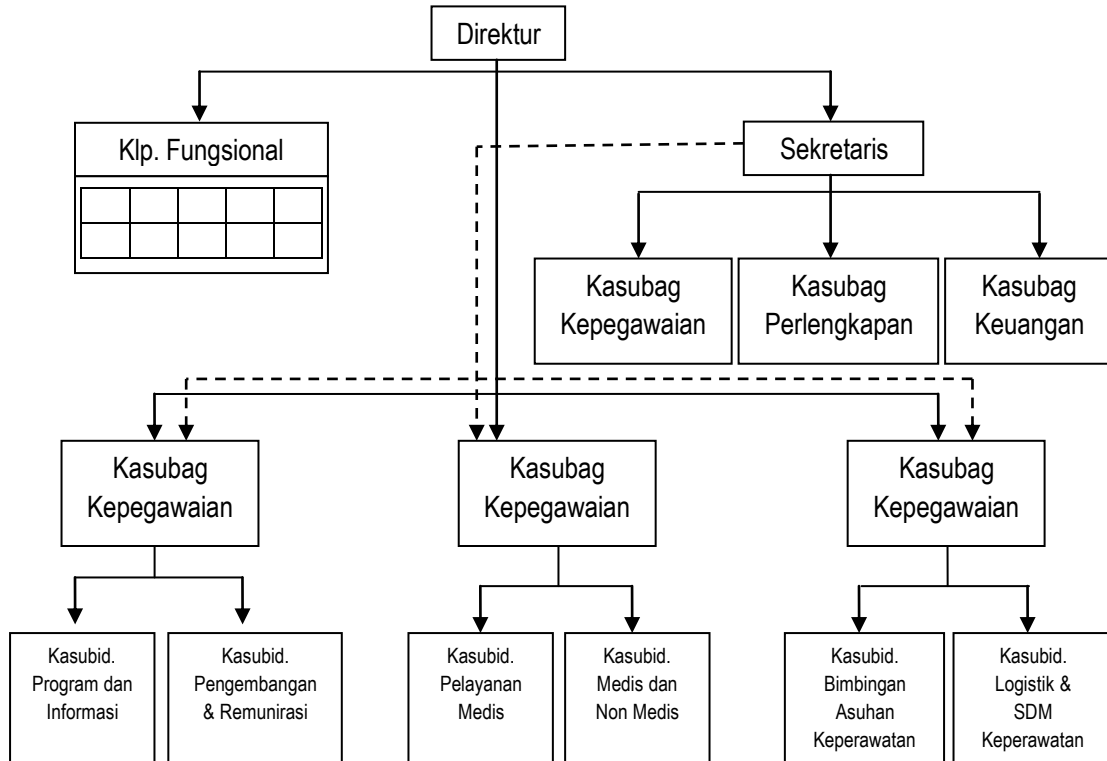 Direktur
Klp. Fungsional
Sekretaris
Kasubag
Kepegawaian
Kasubag
Perlengkapan
Kasubag
Keuangan
Kasubag
Kepegawaian
Kasubag
Kepegawaian
Kasubag
Kepegawaian
Kasubid.
Program dan
Informasi
Kasubid.
Pengembangan
& Remunirasi
Kasubid.
Pelayanan
Medis
Kasubid.
Medis dan
Non Medis
Kasubid.
Bimbingan
Asuhan
Keperawatan
Kasubid.
Logistik &
SDM
Keperawatan